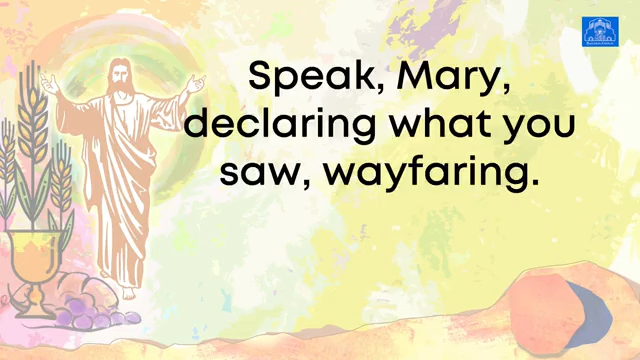 Speak, Mary,
declaring what you
saw, wayfaring.